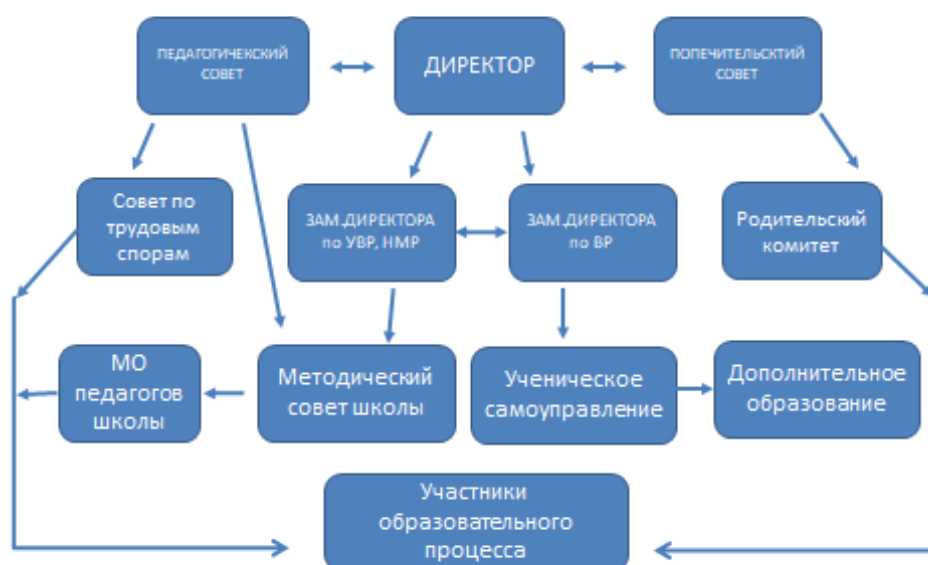 ПЕДАГОГИЧЕКСКИЙ
СОВЕТ
ДИРЕКТОР
ПОПЕЧИТЕЛЬСКТИЙ
СОВЕТ
Совет по
трудовым
спорам
ЗАМ.ДИРЕКТОРА
по УВР, НМР
ЗАМ.ДИРЕКТОРА
по ВР
Родительский
комитет
МО
педагогов
школы
Методический
совет школы
Ученическое
самоуправление
Дополнительное
образование
Участники
образовательного
процесса